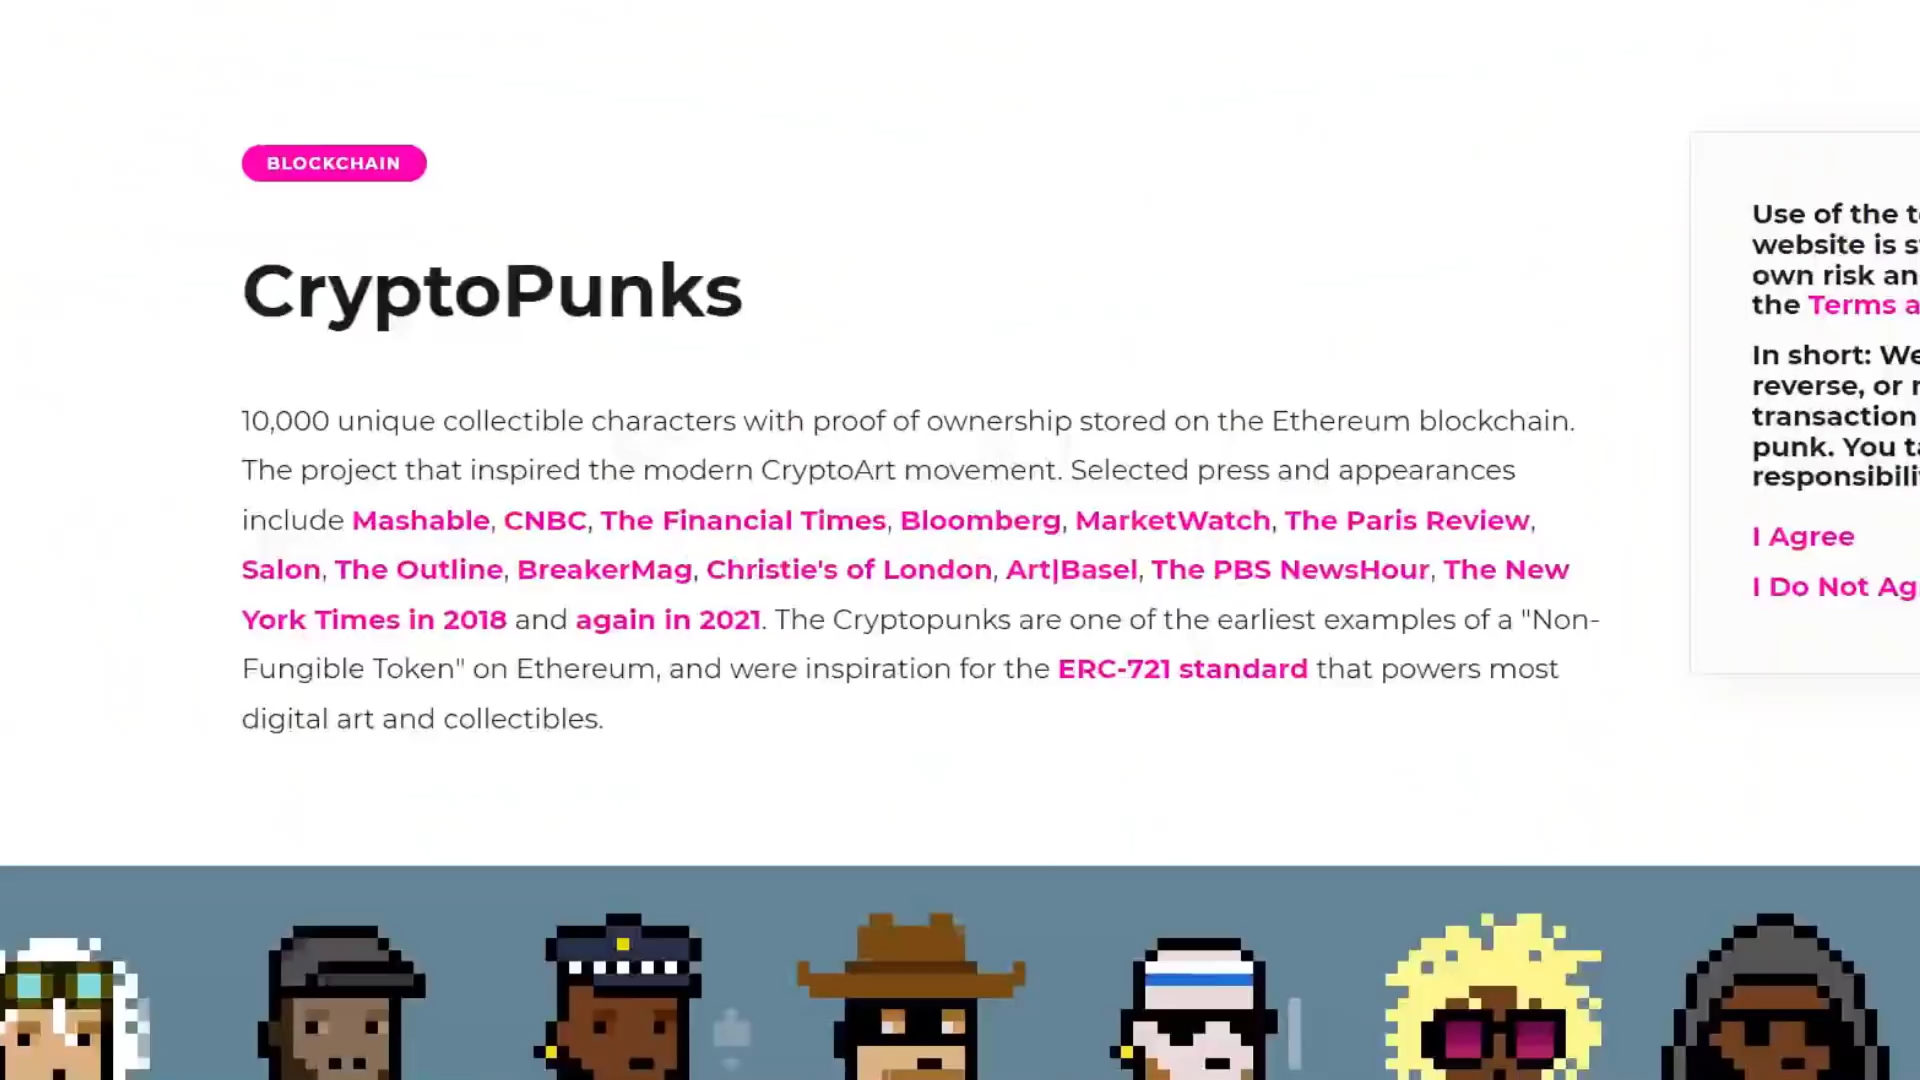 BLOCKCHAIN
CryptoPunks
10,000 unique collectible characters with proof of ownership stored on the Ethereum blockchain.
The project that inspired the modern CryptoArt movement. Selected press and appearances
include Mashable, CNBC, The Financial Times, Bloomberg, MarketWatch, The Paris Review,
Salon, The Outline, BreakerMag, Christie's of London, Art|Basel, The PBS NewsHour, The New
York Times in 2018 and again in 2021. The Cryptopunks are one of the earliest examples of a "Non-
Fungible Token" on Ethereum, and were inspiration for the ERC-721 standard that powers most
digital art and collectibles.
Use of the
website is
own risk
the Terms
In short:
reverse, or
transaction
punk. You
I Agree
I Do Not